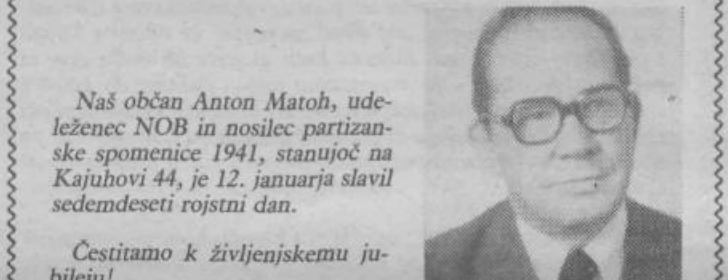 Naš občan Anton Matoh, ude-
leženec NOB in nosilec partizan-
ske spomenice 1941, stanujoč na
Kajuhovi 44, je 12. januarja slavil
sedemdeseti rojstni dan.
Čestitamo k življenjskemu ju-
bileju!